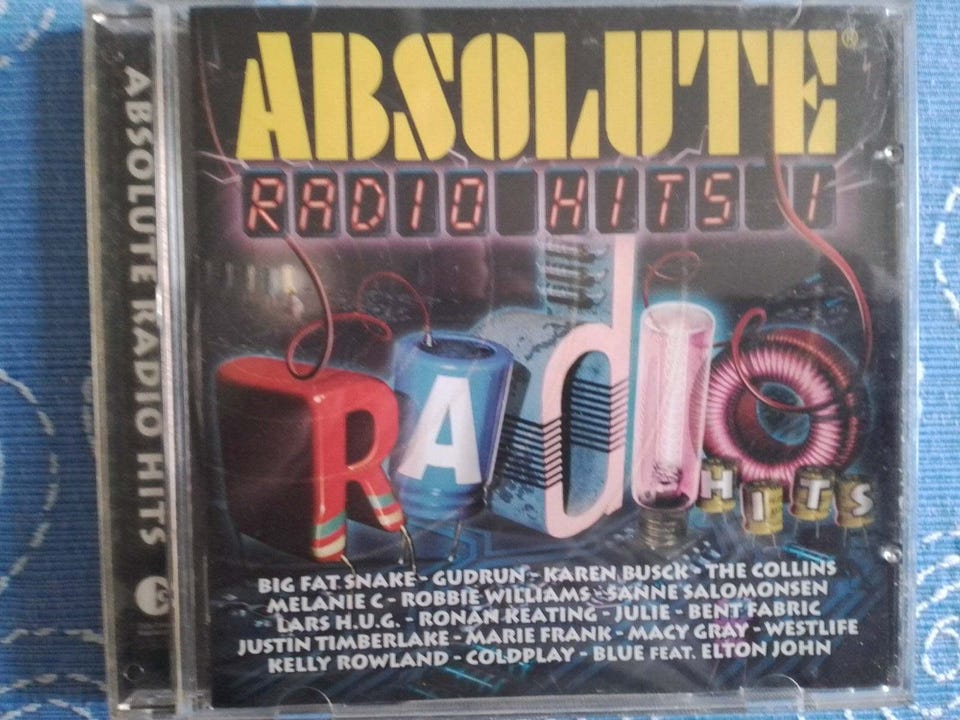 ABSOLUTE®
RADIO HITS 1
RADIO
HITS
BIG FAT SNAKE - GUDRUN - KAREN BUSCK - THE COLLINS
MELANIE C - ROBBIE WILLIAMS - SANNE SALOMONSEN
LARS H.U.G. - RONAN KEATING - JULIE - BENT FABRIC
JUSTIN TIMBERLAKE - MARIE FRANK - MACY GRAY - WESTLIFE
KELLY ROWLAND - COLDPLAY - BLUE FEAT. ELTON JOHN
ABSOLUTE RADIO HITS